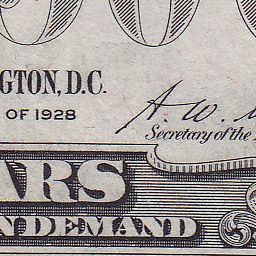 GTON, D.C.
OF 1928
A. W.
Secretary of the
ARS
N DEMAND